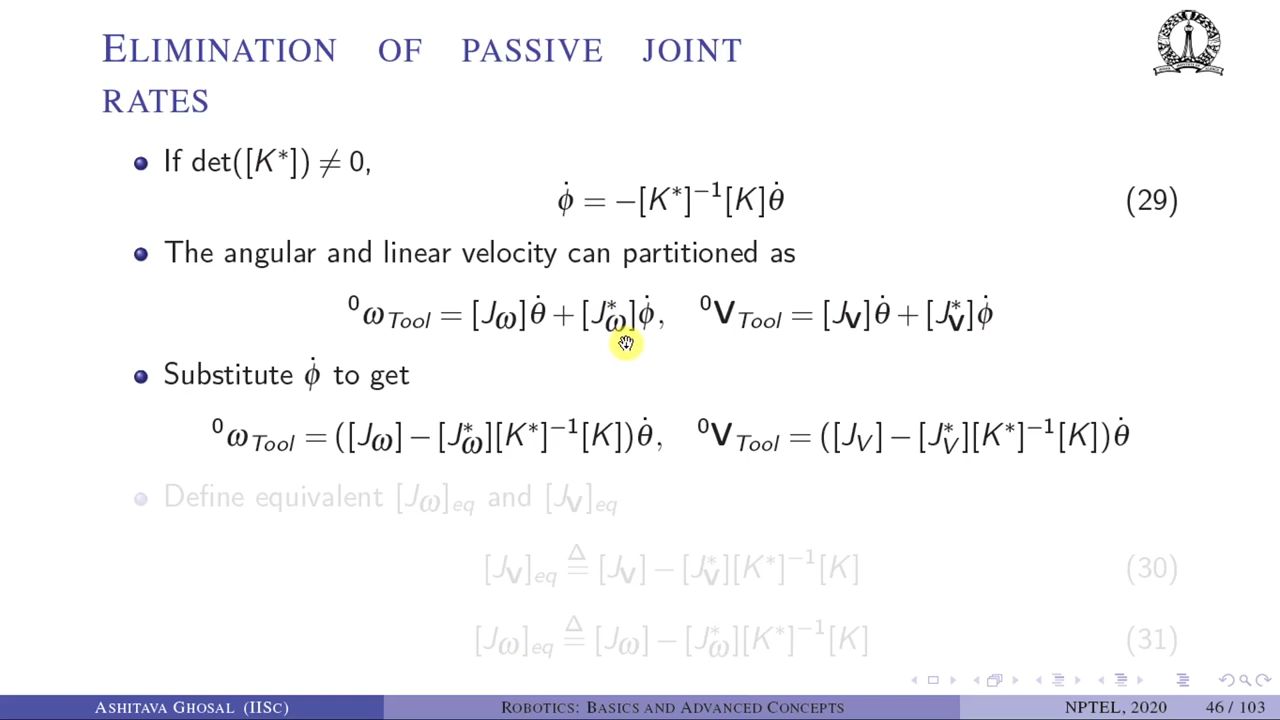 ELIMINATION OF PASSIVE JOINT
RATES
If det([K*]) ≠ 0,
φ̇ = −[K*]⁻¹[K]θ̇ (29)
The angular and linear velocity can partitioned as
⁰ω_Tool = [J_ω]θ̇ + [J*_ω]φ̇, ⁰V_Tool = [J_V]θ̇ + [J*_V]φ̇
Substitute φ̇ to get
⁰ω_Tool = ([J_ω] − [J*_ω][K*]⁻¹[K])θ̇, ⁰V_Tool = ([J_V] − [J*_V][K*]⁻¹[K])θ̇
Define equivalent [J_ω]_eq and [J_V]_eq
[J_V]_eq ≜ [J_V] − [J*_V][K*]⁻¹[K] (30)
[J_ω]_eq ≜ [J_ω] − [J*_ω][K*]⁻¹[K] (31)
ASHITAVA GHOSAL (IISC) ROBOTICS: BASICS AND ADVANCED CONCEPTS NPTEL, 2020 46 / 103